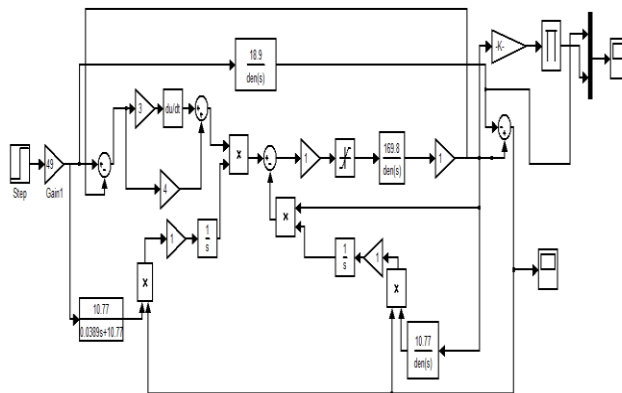 -K-
18.9
den(s)
3
du/dt
+
+
49
+
-
×
+
-
1
169.8
den(s)
1
-
+
Step
Gain1
4
×
1
1
s
×
1
s
1
×
10.77
0.0389s+10.77
10.77
den(s)